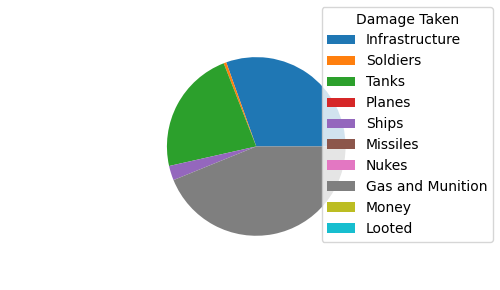 Damage Taken
Infrastructure
Soldiers
Tanks
Planes
Ships
Missiles
Nukes
Gas and Munition
Money
Looted